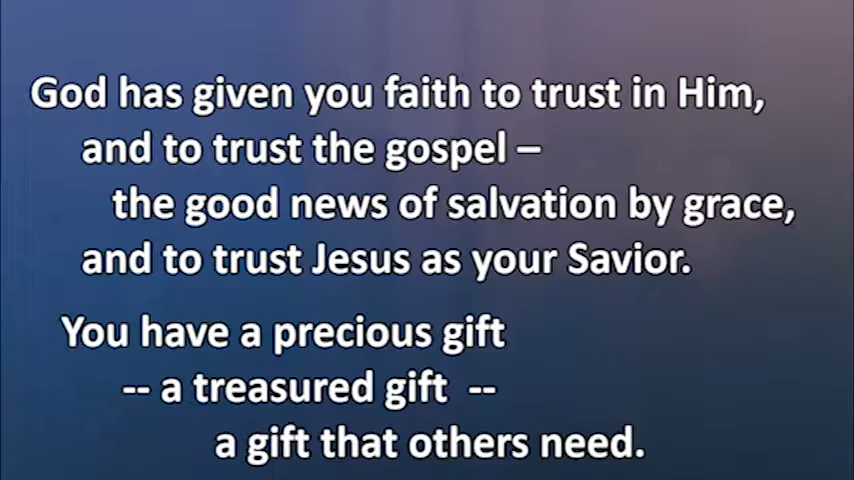 God has given you faith to trust in Him,
and to trust the gospel –
the good news of salvation by grace,
and to trust Jesus as your Savior.
You have a precious gift
-- a treasured gift --
a gift that others need.